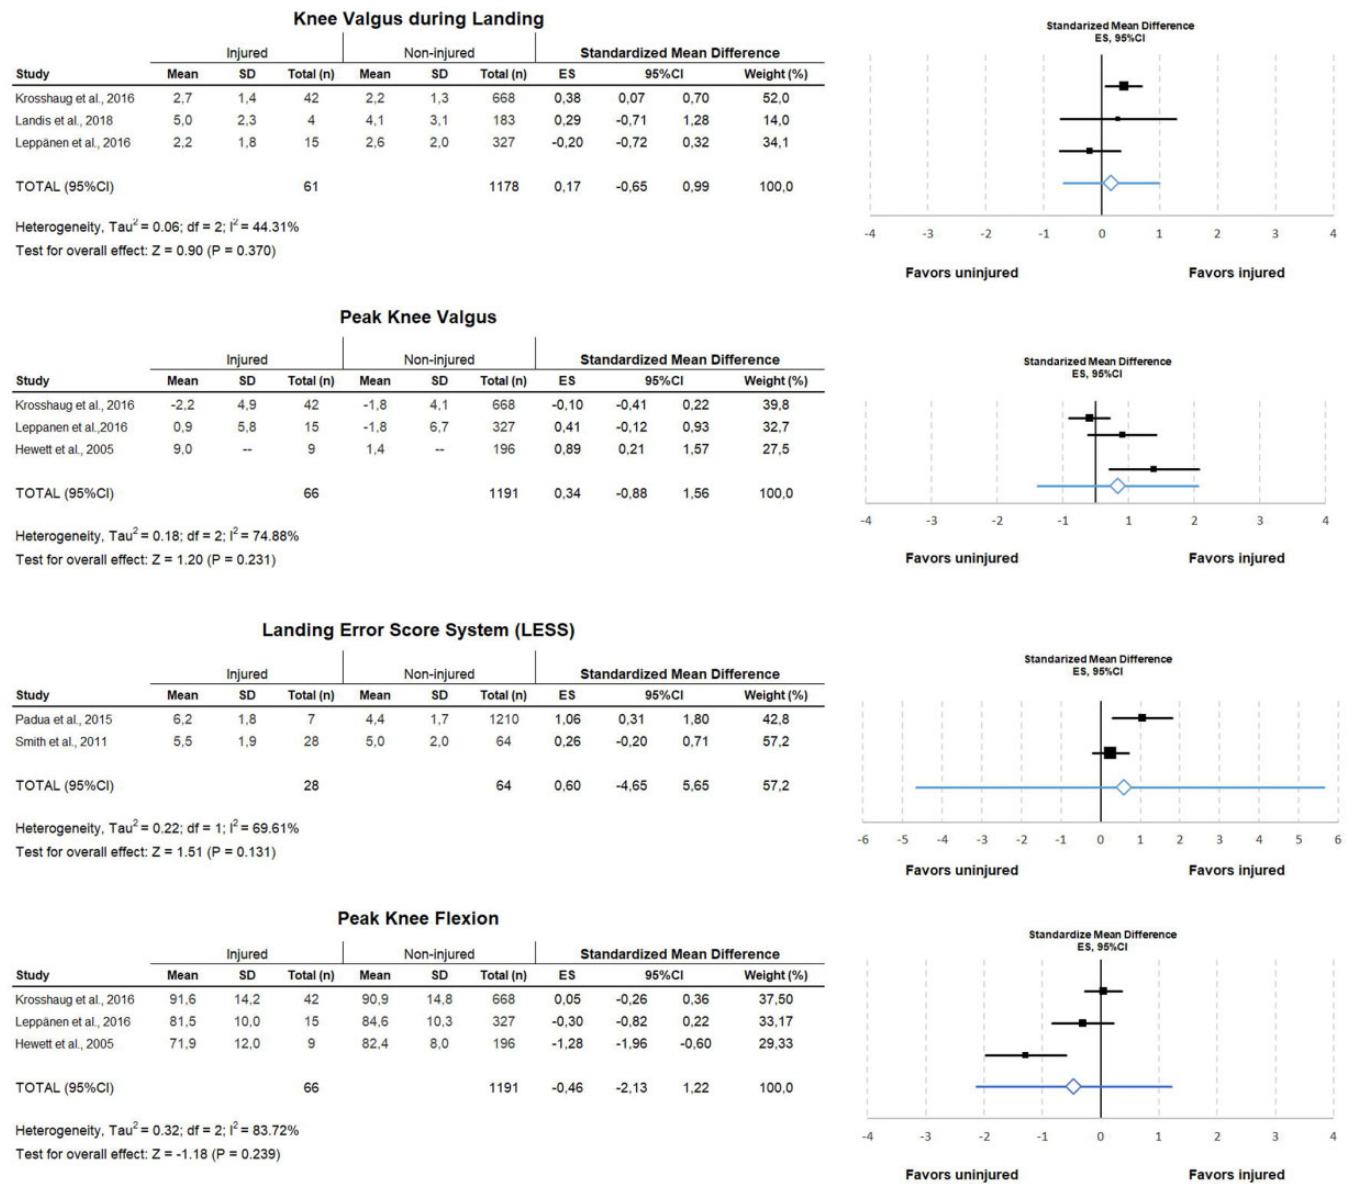 Knee Valgus during Landing
Injured Non-injured Standardized Mean Difference
Study Mean SD Total (n) Mean SD Total (n) ES 95%CI Weight (%)
Krosshaug et al., 2016 2,7 1,4 42 2,2 1,3 668 0,38 0,07 0,70 52,0
Landis et al., 2018 5,0 2,3 4 4,1 3,1 183 0,29 -0,71 1,28 14,0
Leppänen et al., 2016 2,2 1,8 15 2,6 2,0 327 -0,20 -0,72 0,32 34,1
TOTAL (95%CI) 61 1178 0,17 -0,65 0,99 100,0
Heterogeneity, Tau² = 0.06; df = 2; I² = 44.31%
Test for overall effect: Z = 0.90 (P = 0.370)
Standarized Mean Difference
ES, 95%CI
-4 -3 -2 -1 0 1 2 3 4
Favors uninjured Favors injured
Peak Knee Valgus
Injured Non-injured Standardized Mean Difference
Study Mean SD Total (n) Mean SD Total (n) ES 95%CI Weight (%)
Krosshaug et al., 2016 -2,2 4,9 42 -1,8 4,1 668 -0,10 -0,41 0,22 39,8
Leppanen et al.,2016 0,9 5,8 15 -1,8 6,7 327 0,41 -0,12 0,93 32,7
Hewett et al., 2005 9,0 -- 9 1,4 -- 196 0,89 0,21 1,57 27,5
TOTAL (95%CI) 66 1191 0,34 -0,88 1,56 100,0
Heterogeneity, Tau² = 0.18; df = 2; I² = 74.88%
Test for overall effect: Z = 1.20 (P = 0.231)
Standarized Mean Difference
ES, 95%CI
-4 -3 -2 -1 1 2 3 4
Favors uninjured Favors injured
Landing Error Score System (LESS)
Injured Non-injured Standardized Mean Difference
Study Mean SD Total (n) Mean SD Total (n) ES 95%CI Weight (%)
Padua et al., 2015 6,2 1,8 7 4,4 1,7 1210 1,06 0,31 1,80 42,8
Smith et al., 2011 5,5 1,9 28 5,0 2,0 64 0,26 -0,20 0,71 57,2
TOTAL (95%CI) 28 64 0,60 -4,65 5,65 57,2
Heterogeneity, Tau² = 0.22; df = 1; I² = 69.61%
Test for overall effect: Z = 1.51 (P = 0.131)
Standarized Mean Difference
ES, 95%CI
-6 -5 -4 -3 -2 -1 0 1 2 3 4 5 6
Favors uninjured Favors injured
Peak Knee Flexion
Injured Non-injured Standardized Mean Difference
Study Mean SD Total (n) Mean SD Total (n) ES 95%CI Weight (%)
Krosshaug et al., 2016 91,6 14,2 42 90,9 14,8 668 0,05 -0,26 0,36 37,50
Leppänen et al., 2016 81,5 10,0 15 84,6 10,3 327 -0,30 -0,82 0,22 33,17
Hewett et al., 2005 71,9 12,0 9 82,4 8,0 196 -1,28 -1,96 -0,60 29,33
TOTAL (95%CI) 66 1191 -0,46 -2,13 1,22 100,0
Heterogeneity, Tau² = 0.32; df = 2; I² = 83.72%
Test for overall effect: Z = -1.18 (P = 0.239)
Standardize Mean Difference
ES, 95%CI
-4 -3 -2 -1 0 1 2 3 4
Favors uninjured Favors injured